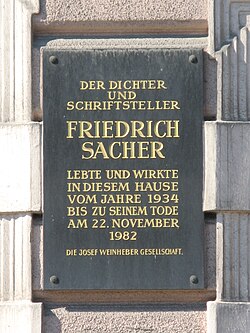 DER DICHTER
UND
SCHRIFTSTELLER
FRIEDRICH
SACHER
LEBTE UND WIRKTE
IN DIESEM HAUSE
VOM JAHRE 1934
BIS ZU SEINEM TODE
AM 22. NOVEMBER
1982
DIE JOSEF WEINHEBER GESELLSCHAFT.